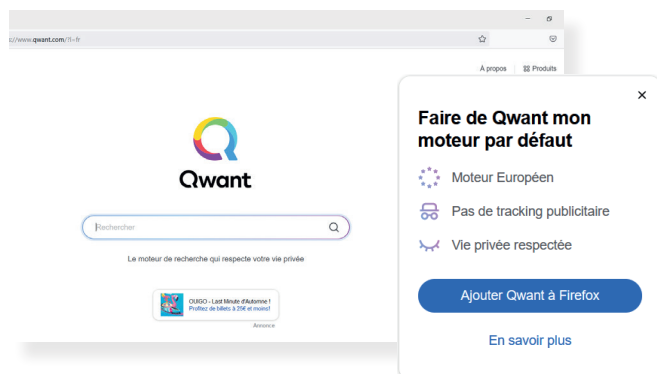 s://www.qwant.com/?l=fr
À propos
Produits
Qwant
Rechercher
Le moteur de recherche qui respecte votre vie privée
OUIGO - Last Minute d'Automne !
Profitez de billets à 25€ et moins!
Annonce
Faire de Qwant mon
moteur par défaut
Moteur Européen
Pas de tracking publicitaire
Vie privée respectée
Ajouter Qwant à Firefox
En savoir plus